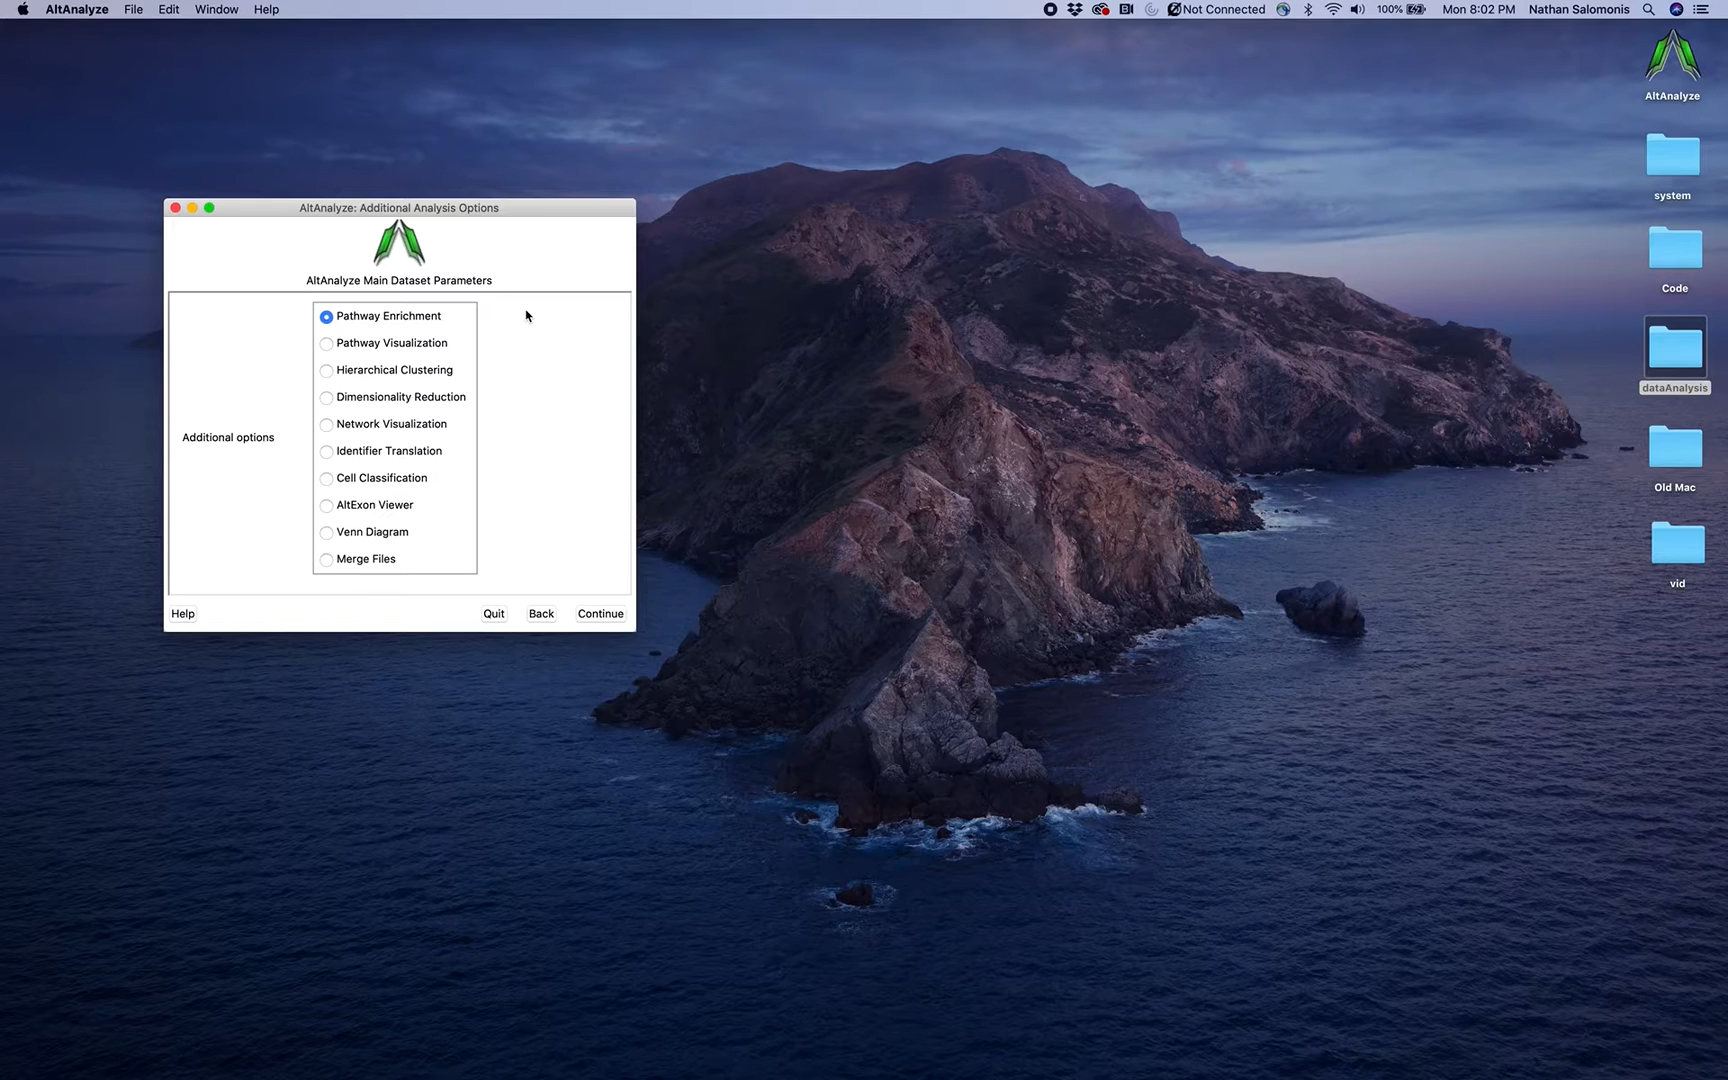 AltAnalyze File Edit Window Help Not Connected 100% Mon 8:02 PM Nathan Salomonis
AltAnalyze
system
Code
dataAnalysis
Old Mac
vid
AltAnalyze: Additional Analysis Options
AltAnalyze Main Dataset Parameters
Additional options
Pathway Enrichment
Pathway Visualization
Hierarchical Clustering
Dimensionality Reduction
Network Visualization
Identifier Translation
Cell Classification
AltExon Viewer
Venn Diagram
Merge Files
Help Quit Back Continue